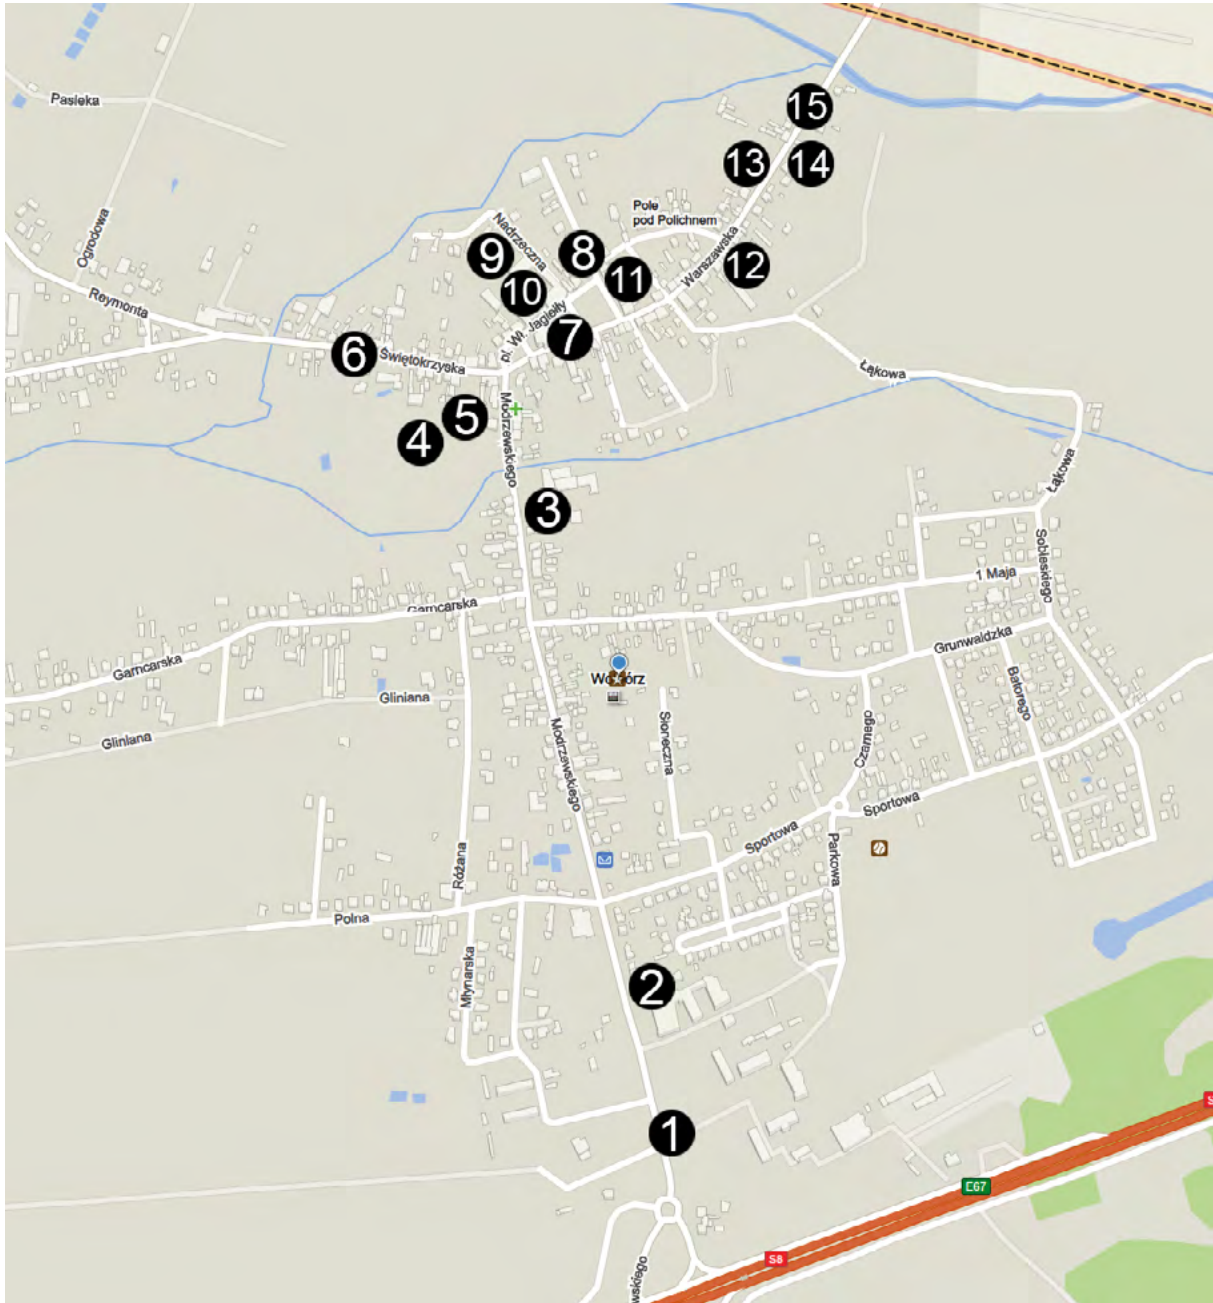 15
Pasieka
13
14
Pole
pod Polichnem
Nadrzeczna
Ogrodowa
9
8
Warszawska
12
10
11
Reymonta
pl. Wł. Jagiełły
7
6
Świętokrzyska
Łąkowa
5
4
Modrzewskiego
Łąkowa
3
Sobieskiego
1 Maja
Garncarska
Grunwaldzka
Garncarska
Batorego
Gliniana
Słoneczna
Gliniana
Modrzewskiego
Czarnego
Sportowa
Sportowa
Parkowa
Różana
Polna
Młynarska
2
1
E67
S8
wskiego